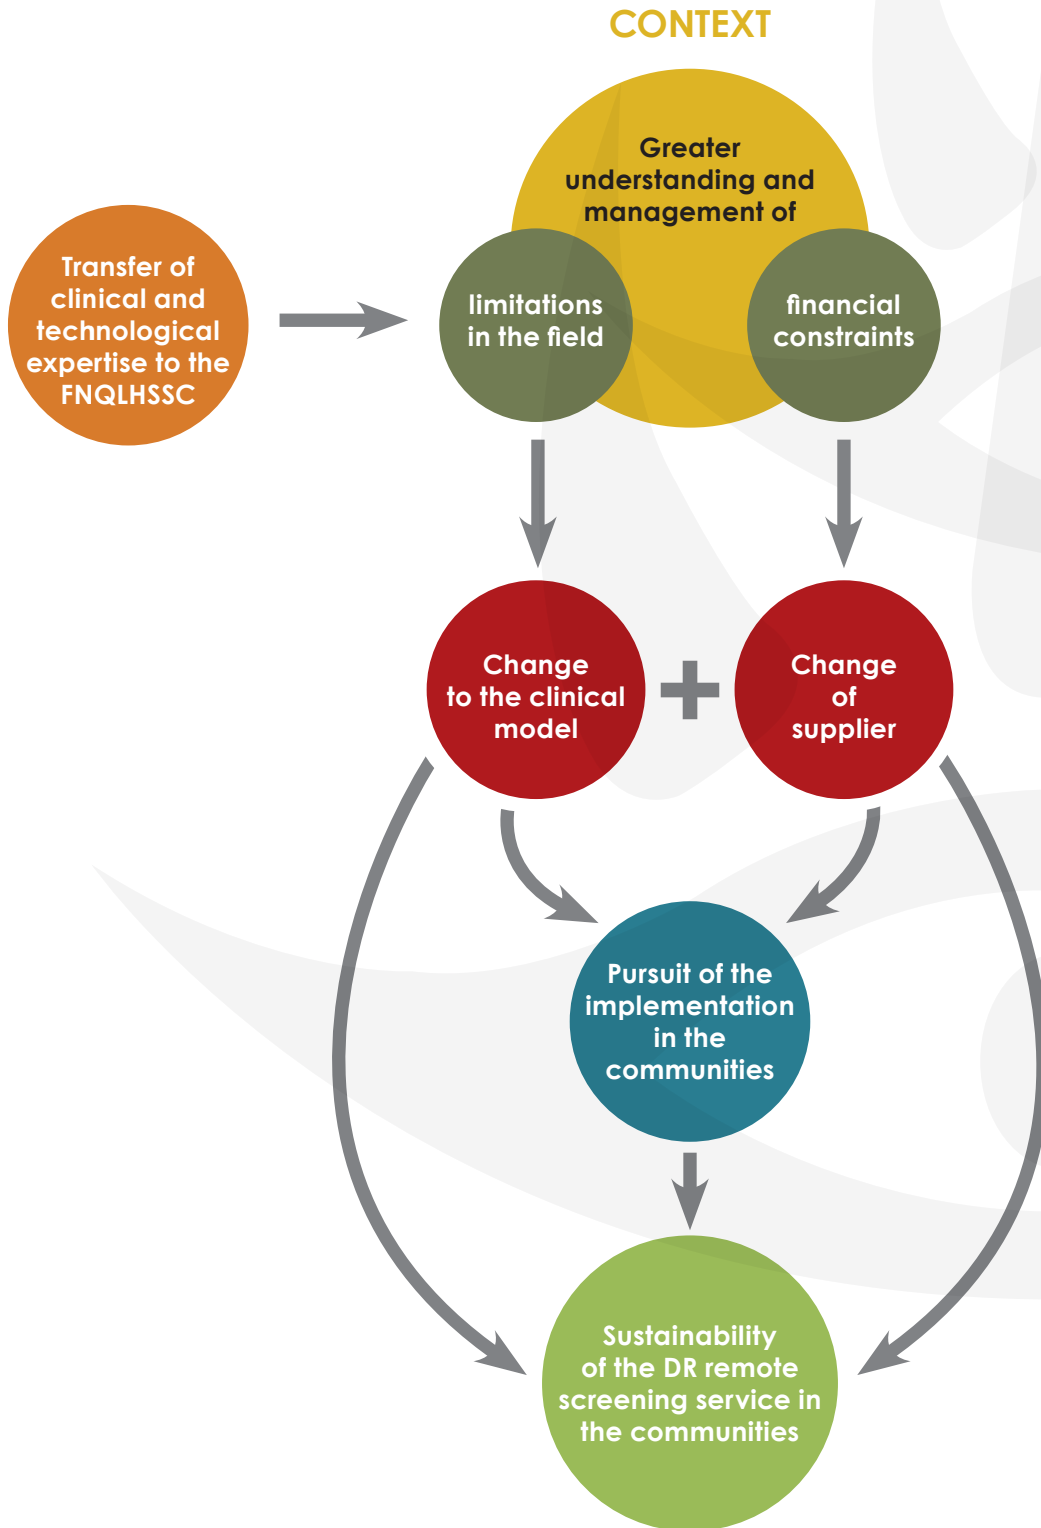 CONTEXT
Greater
understanding and
management of
Transfer of
clinical and
technological
expertise to the
FNQLHSSC
limitations
in the field
financial
constraints
Change
to the clinical
model
+
Change
of
supplier
Pursuit of the
implementation
in the
communities
Sustainability
of the DR remote
screening service in
the communities